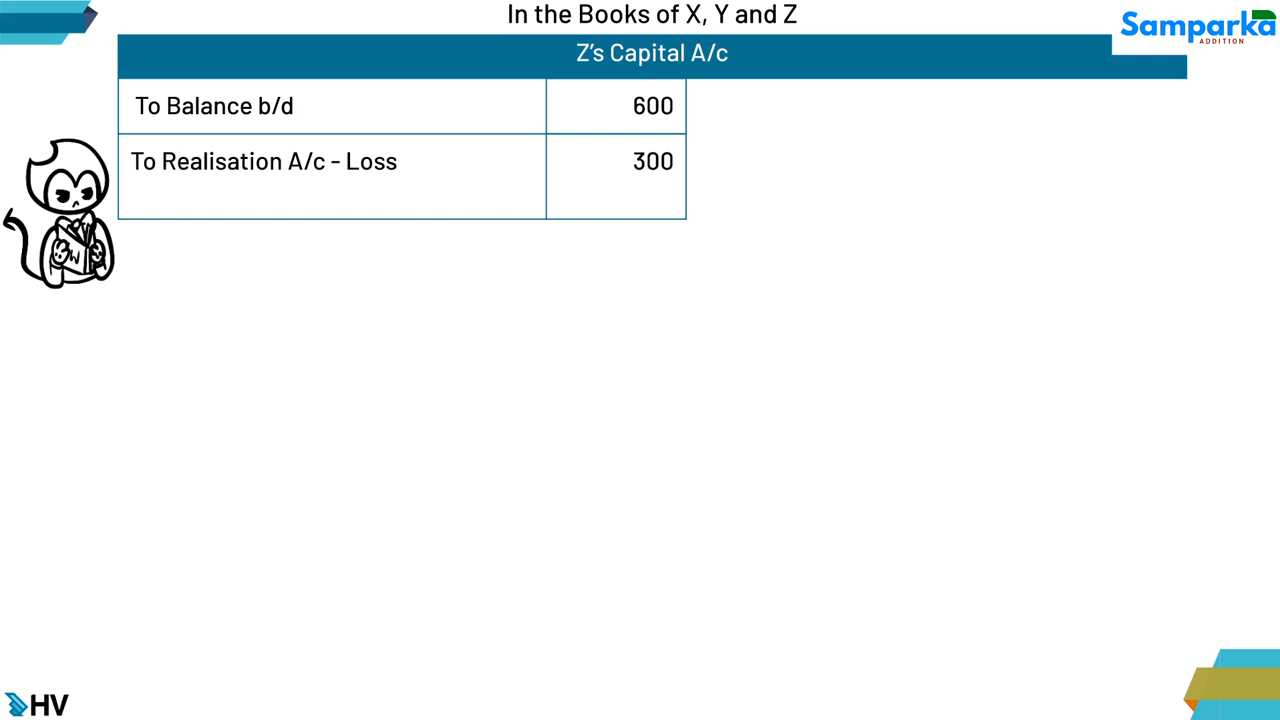 In the Books of X, Y and Z
Samparka
ADDITION
Z’s Capital A/c
To Balance b/d 600
To Realisation A/c - Loss 300
W
HV